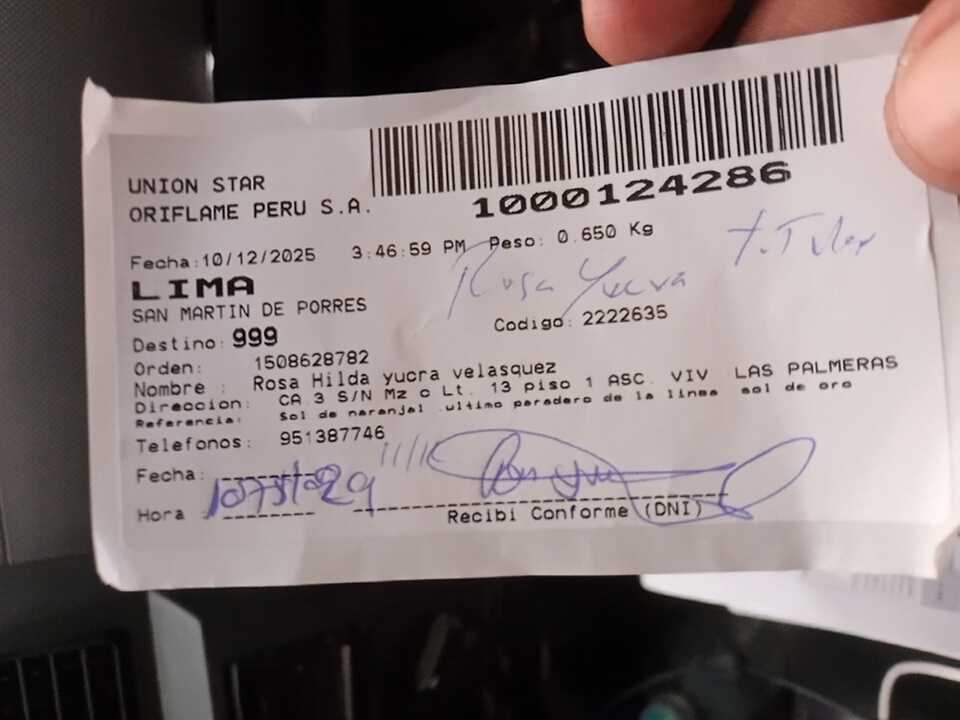 UNION STAR
ORIFLAME PERU S.A.
1000124286
Fecha:10/12/2025 3:46:59 PM Peso: 0.650 Kg
LIMA
Rosa Yucra
SAN MARTIN DE PORRES
Codigo: 2222635
Destino: 999
Orden: 1508628782
Nombre : Rosa Hilda yucra velasquez
Direccion: CA 3 S/N Mz c Lt. 13 piso 1 ASC. VIV LAS PALMERAS
Referencia: Sol de naranjal .ultimo paradero de la linea sol de oro
Telefonos: 951387746
Fecha:
Hora
Recibi Conforme (DNI)